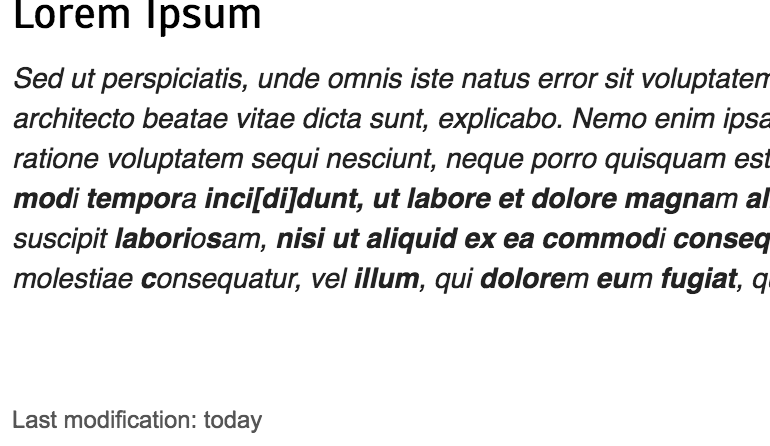 Lorem Ipsum
Sed ut perspiciatis, unde omnis iste natus error sit voluptatem
architecto beatae vitae dicta sunt, explicabo. Nemo enim ipsa
ratione voluptatem sequi nesciunt, neque porro quisquam est
modi tempora inci[di]dunt, ut labore et dolore magnam al
suscipit laboriosam, nisi ut aliquid ex ea commodi conseq
molestiae consequatur, vel illum, qui dolorem eum fugiat, q
Last modification: today